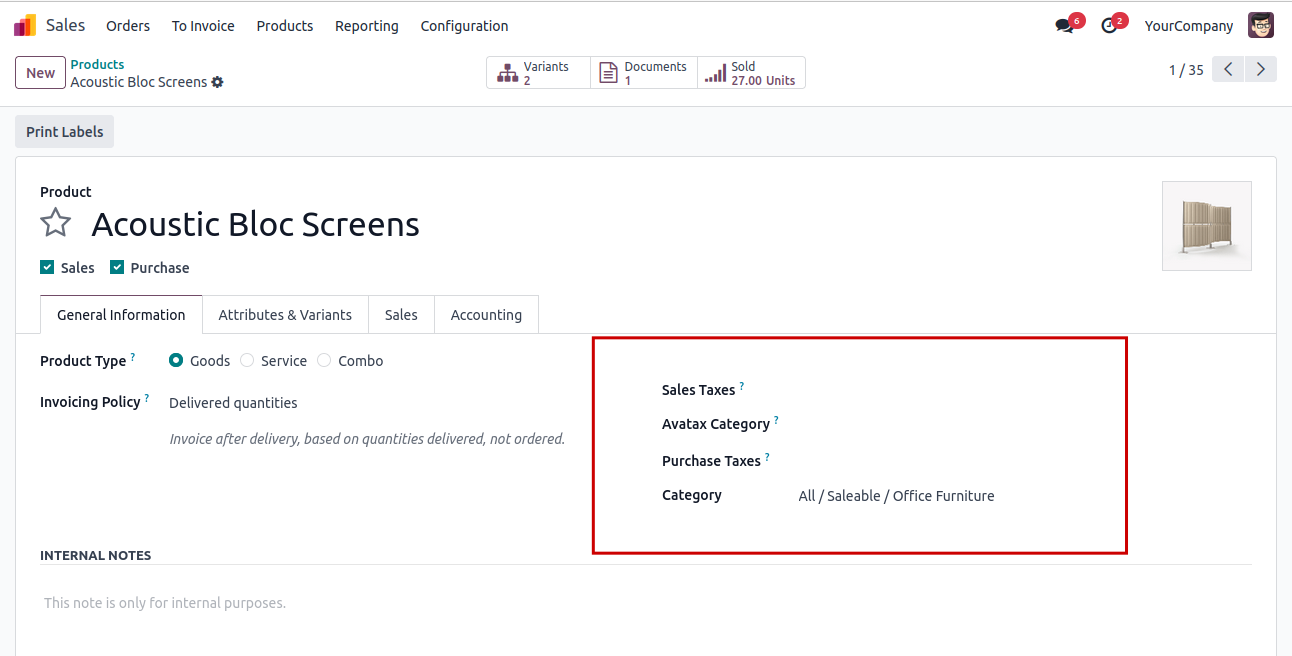 Sales Orders To Invoice Products Reporting Configuration 6 2 YourCompany
New Products
Acoustic Bloc Screens
Variants
2
Documents
1
Sold
27.00 Units
1 / 35
Print Labels
Product
Acoustic Bloc Screens
Sales Purchase
General Information Attributes & Variants Sales Accounting
Product Type ? Goods Service Combo
Invoicing Policy ? Delivered quantities
Invoice after delivery, based on quantities delivered, not ordered.
Sales Taxes ?
Avatax Category ?
Purchase Taxes ?
Category All / Saleable / Office Furniture
INTERNAL NOTES
This note is only for internal purposes.